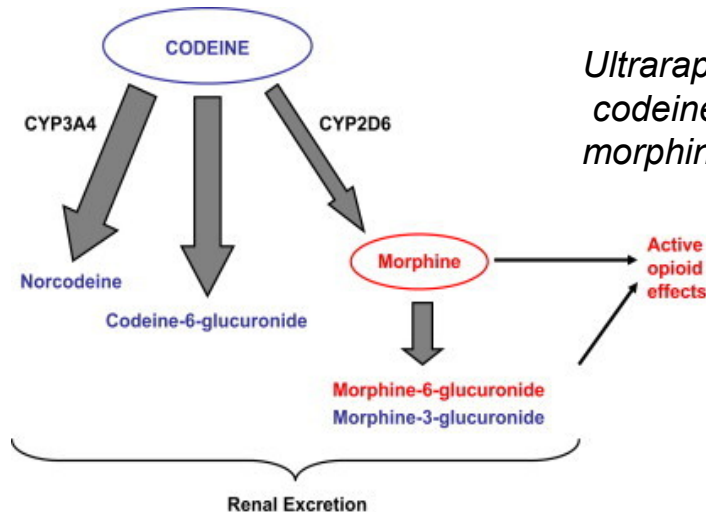 CODEINE
CYP3A4
CYP2D6
codeine
Norcodeine
Codeine-6-glucuronide
Morphine
Active
opioid
effects
Morphine-6-glucuronide
Morphine-3-glucuronide
Renal Excretion